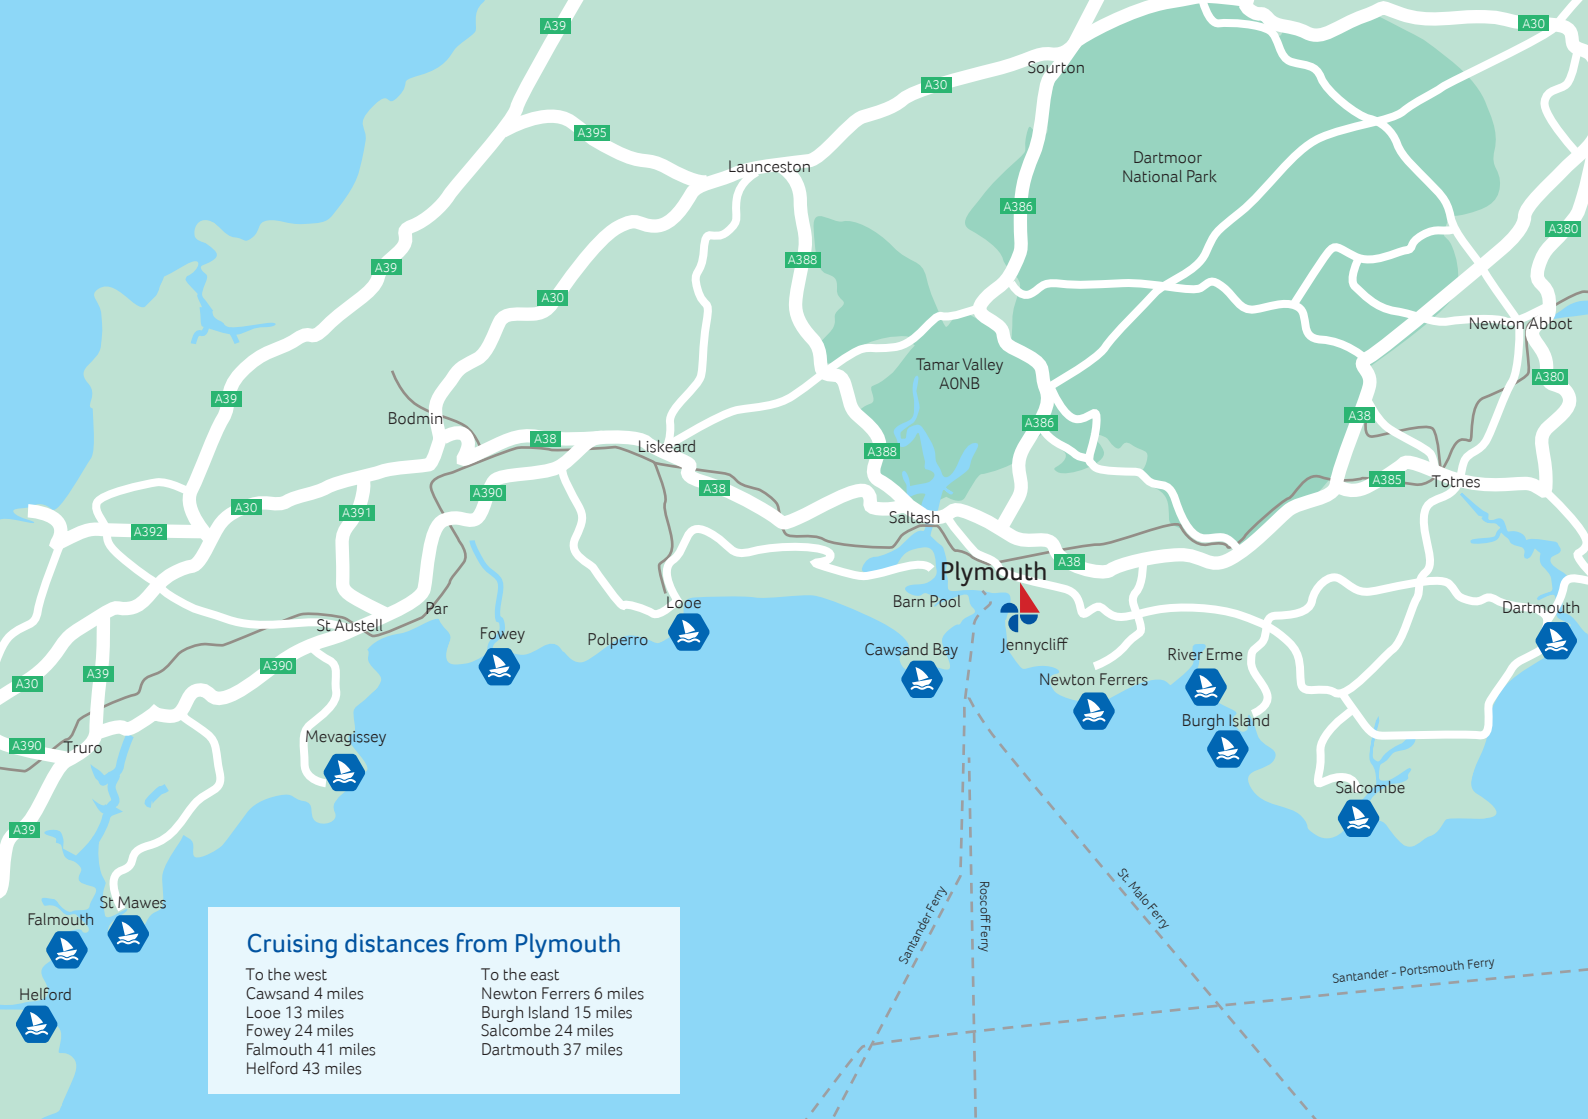 A39
A30
A30
Sourton
A395
Dartmoor
National Park
Launceston
A386
A380
A39
A388
A30
Newton Abbot
Tamar Valley
AONB
A380
A39
Bodmin
A38
A386
A38
Liskeard
A388
A385
Totnes
A390
A38
A30
A391
A392
Saltash
A38
Plymouth
Barn Pool
Looe
Par
Dartmouth
St Austell
Fowey
Polperro
Jennycliff
Cawsand Bay
River Erme
A390
A39
Newton Ferrers
A30
Burgh Island
Mevagissey
A390
Truro
Salcombe
A39
St Mawes
Falmouth
Helford
Santander Ferry
Roscoff Ferry
St. Malo Ferry
Santander - Portsmouth Ferry
Cruising distances from Plymouth
To the west
Cawsand 4 miles
Looe 13 miles
Fowey 24 miles
Falmouth 41 miles
Helford 43 miles
To the east
Newton Ferrers 6 miles
Burgh Island 15 miles
Salcombe 24 miles
Dartmouth 37 miles